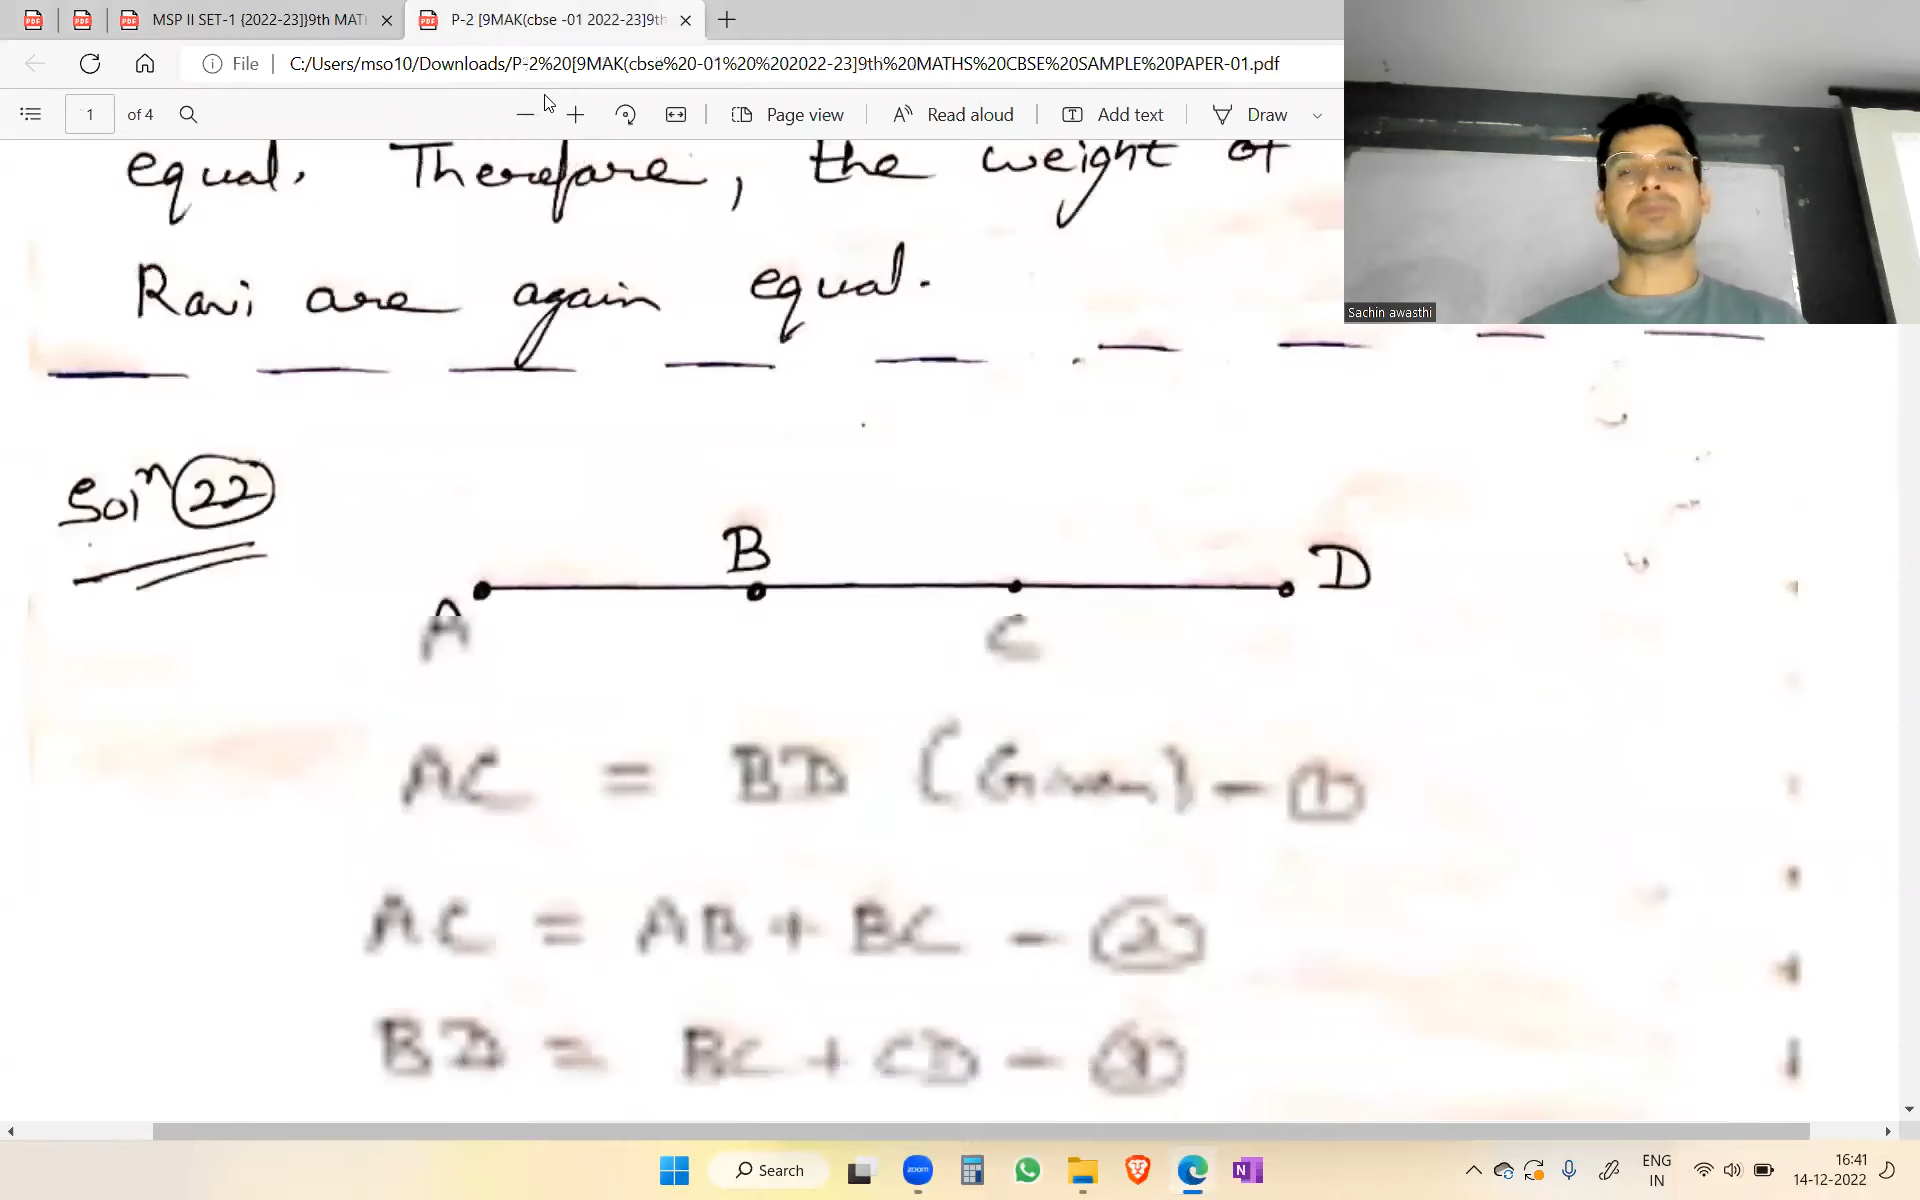 MSP II SET-1 {2022-23]}9th MAT
P-2 [9MAK(cbse -01 2022-23]9th
File
C:/Users/mso10/Downloads/P-2%20[9MAK(cbse%20-01%20%202022-23]9th%20MATHS%20CBSE%20SAMPLE%20PAPER-01.pdf
1 of 4
Page view
Read aloud
Add text
Draw
equal. Therefore, the weight of
Ravi are again equal.
Sachin awasthi
Solⁿ 22
B
D
A
C
AC = BD (Given) - 1
AC = AB + BC - 2
BD = BC + CD - 3
Search
zoom
N
ENG
IN
16:41
14-12-2022